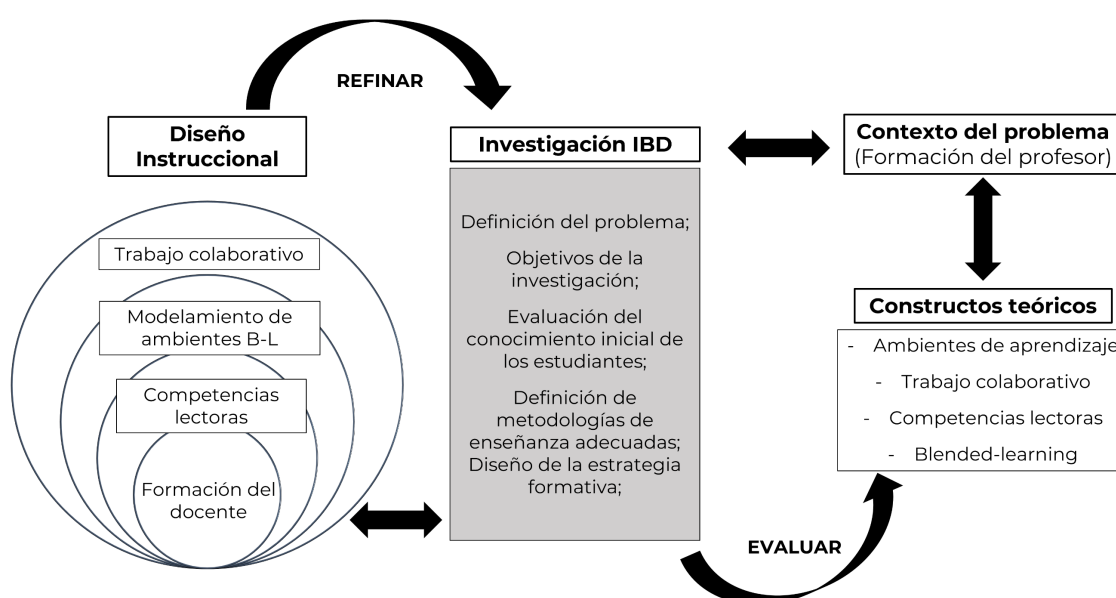 REFINAR
Diseño
Instruccional
Trabajo colaborativo
Modelamiento de
ambientes B-L
Competencias
lectoras
Formación del
docente
Investigación IBD
Definición del problema;
Objetivos de la
investigación;
Evaluación del
conocimiento inicial de
los estudiantes;
Definición de
metodologías de
enseñanza adecuadas;
Diseño de la estrategia
formativa;
Contexto del problema
(Formación del profesor)
Constructos teóricos
- Ambientes de aprendizaje
- Trabajo colaborativo
- Competencias lectoras
- Blended-learning
EVALUAR